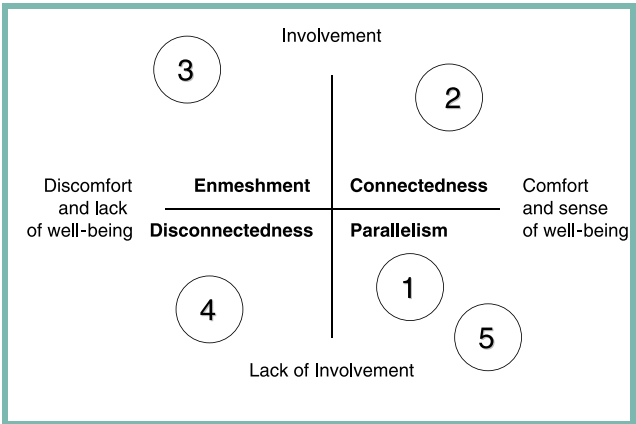 Involvement
3
2
Discomfort
and lack
of well-being
Enmeshment
Connectedness
Comfort
and sense
of well-being
Disconnectedness
Parallelism
1
4
5
Lack of Involvement